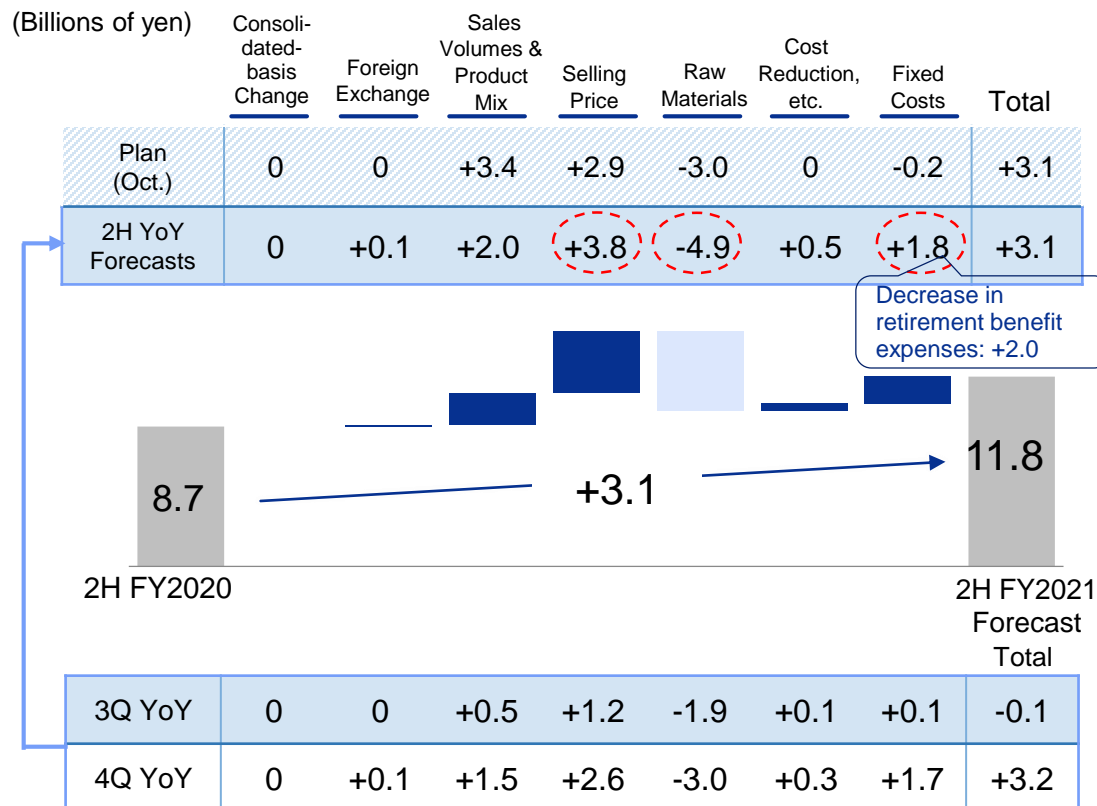 (Billions of yen)
Consoli-
dated-
basis
Change
Foreign
Exchange
Sales
Volumes &
Product
Mix
Selling
Price
Raw
Materials
Cost
Reduction,
etc.
Fixed
Costs
Total
Plan
(Oct.)
0 0 +3.4 +2.9 -3.0 0 -0.2 +3.1
2H YoY
Forecasts
0 +0.1 +2.0 +3.8 -4.9 +0.5 +1.8 +3.1
Decrease in
retirement benefit
expenses: +2.0
8.7
+3.1
11.8
2H FY2020
2H FY2021
Forecast
Total
3Q YoY 0 0 +0.5 +1.2 -1.9 +0.1 +0.1 -0.1
4Q YoY 0 +0.1 +1.5 +2.6 -3.0 +0.3 +1.7 +3.2